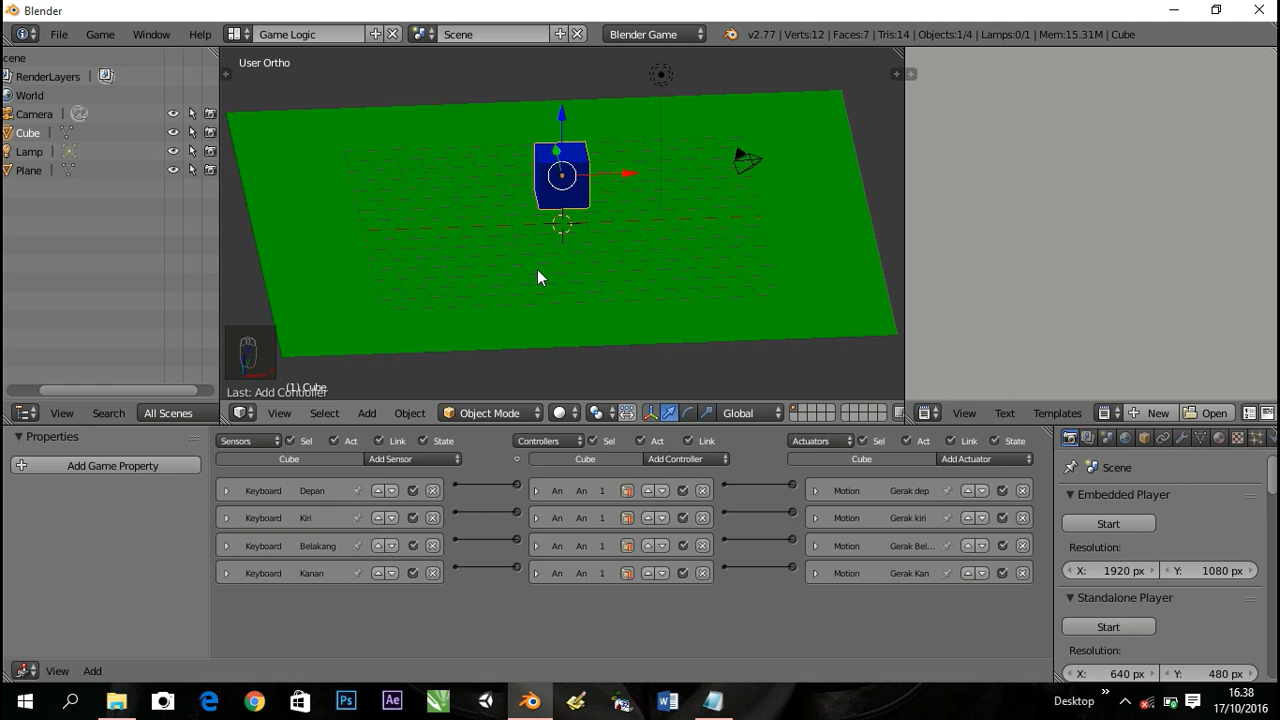 Blender
File Game Window Help Game Logic Scene Blender Game v2.77 | Verts:12 | Faces:7 | Tris:14 | Objects:1/4 | Lamps:0/1 | Mem:15.31M | Cube
cene
RenderLayers
World
Camera
Cube
Lamp
Plane
User Ortho
(1) Cube
Last: Add Controller
View Search All Scenes
View Select Add Object Object Mode Global
View Text Templates New Open
Properties
Add Game Property
Sensors Sel Act Link State
Cube Add Sensor
Keyboard Depan
Keyboard Kiri
Keyboard Belakang
Keyboard Kanan
Controllers Sel Act Link
Cube Add Controller
An An 1
An An 1
An An 1
An An 1
Actuators Sel Act Link State
Cube Add Actuator
Motion Gerak dep
Motion Gerak kiri
Motion Gerak Bel...
Motion Gerak Kan
Scene
Embedded Player
Start
Resolution:
X: 1920 px Y: 1080 px
Standalone Player
Start
Resolution:
X: 640 px Y: 480 px
View Add
Ps Ae
Desktop
16.38
17/10/2016